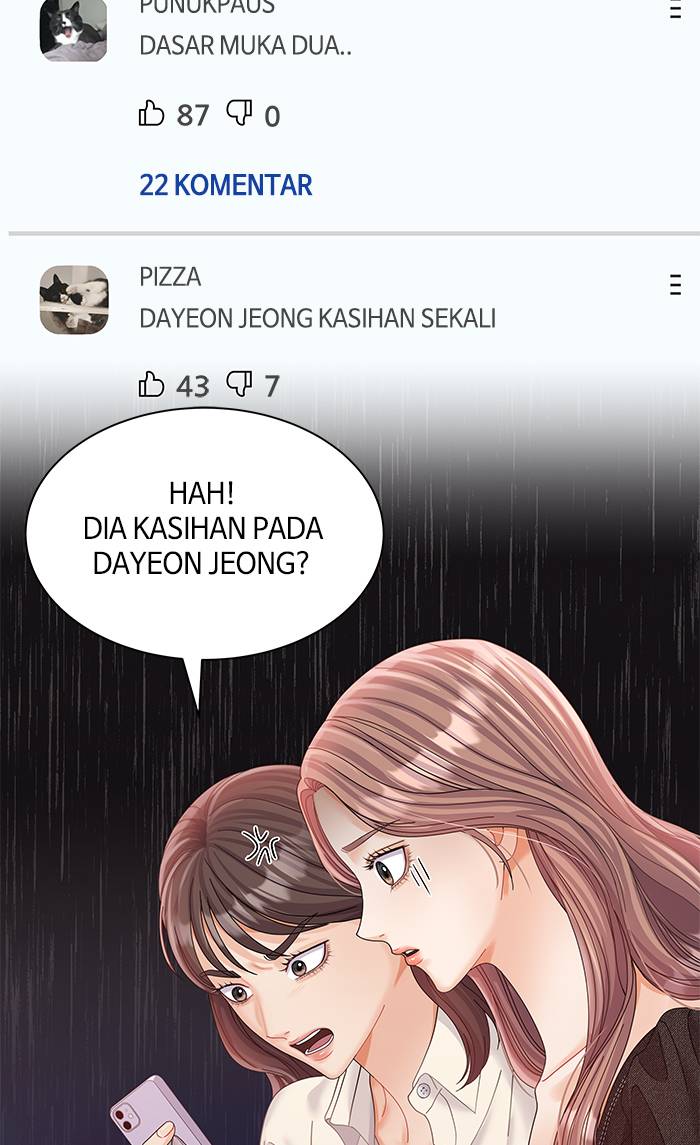 PUNUKPAUS
DASAR MUKA DUA..
87 0
22 KOMENTAR
PIZZA
DAYEON JEONG KASIHAN SEKALI
43 7
HAH!
DIA KASIHAN PADA
DAYEON JEONG?